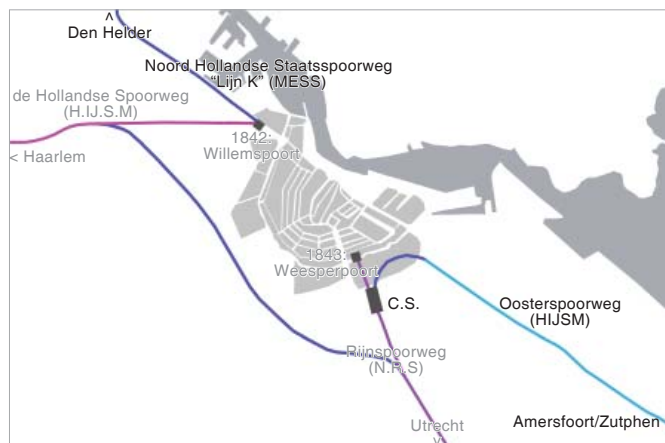 ^
Den Helder
Noord Hollandse Staatsspoorweg
“Lijn K” (MESS)
de Hollandse Spoorweg
(H.IJ.S.M)
1842:
Willemspoort
< Haarlem
1843:
Weesperpoort
C.S.
Oosterspoorweg
(HIJSM)
Rijnspoorweg
(N.R.S)
Utrecht
v
Amersfoort/Zutphen